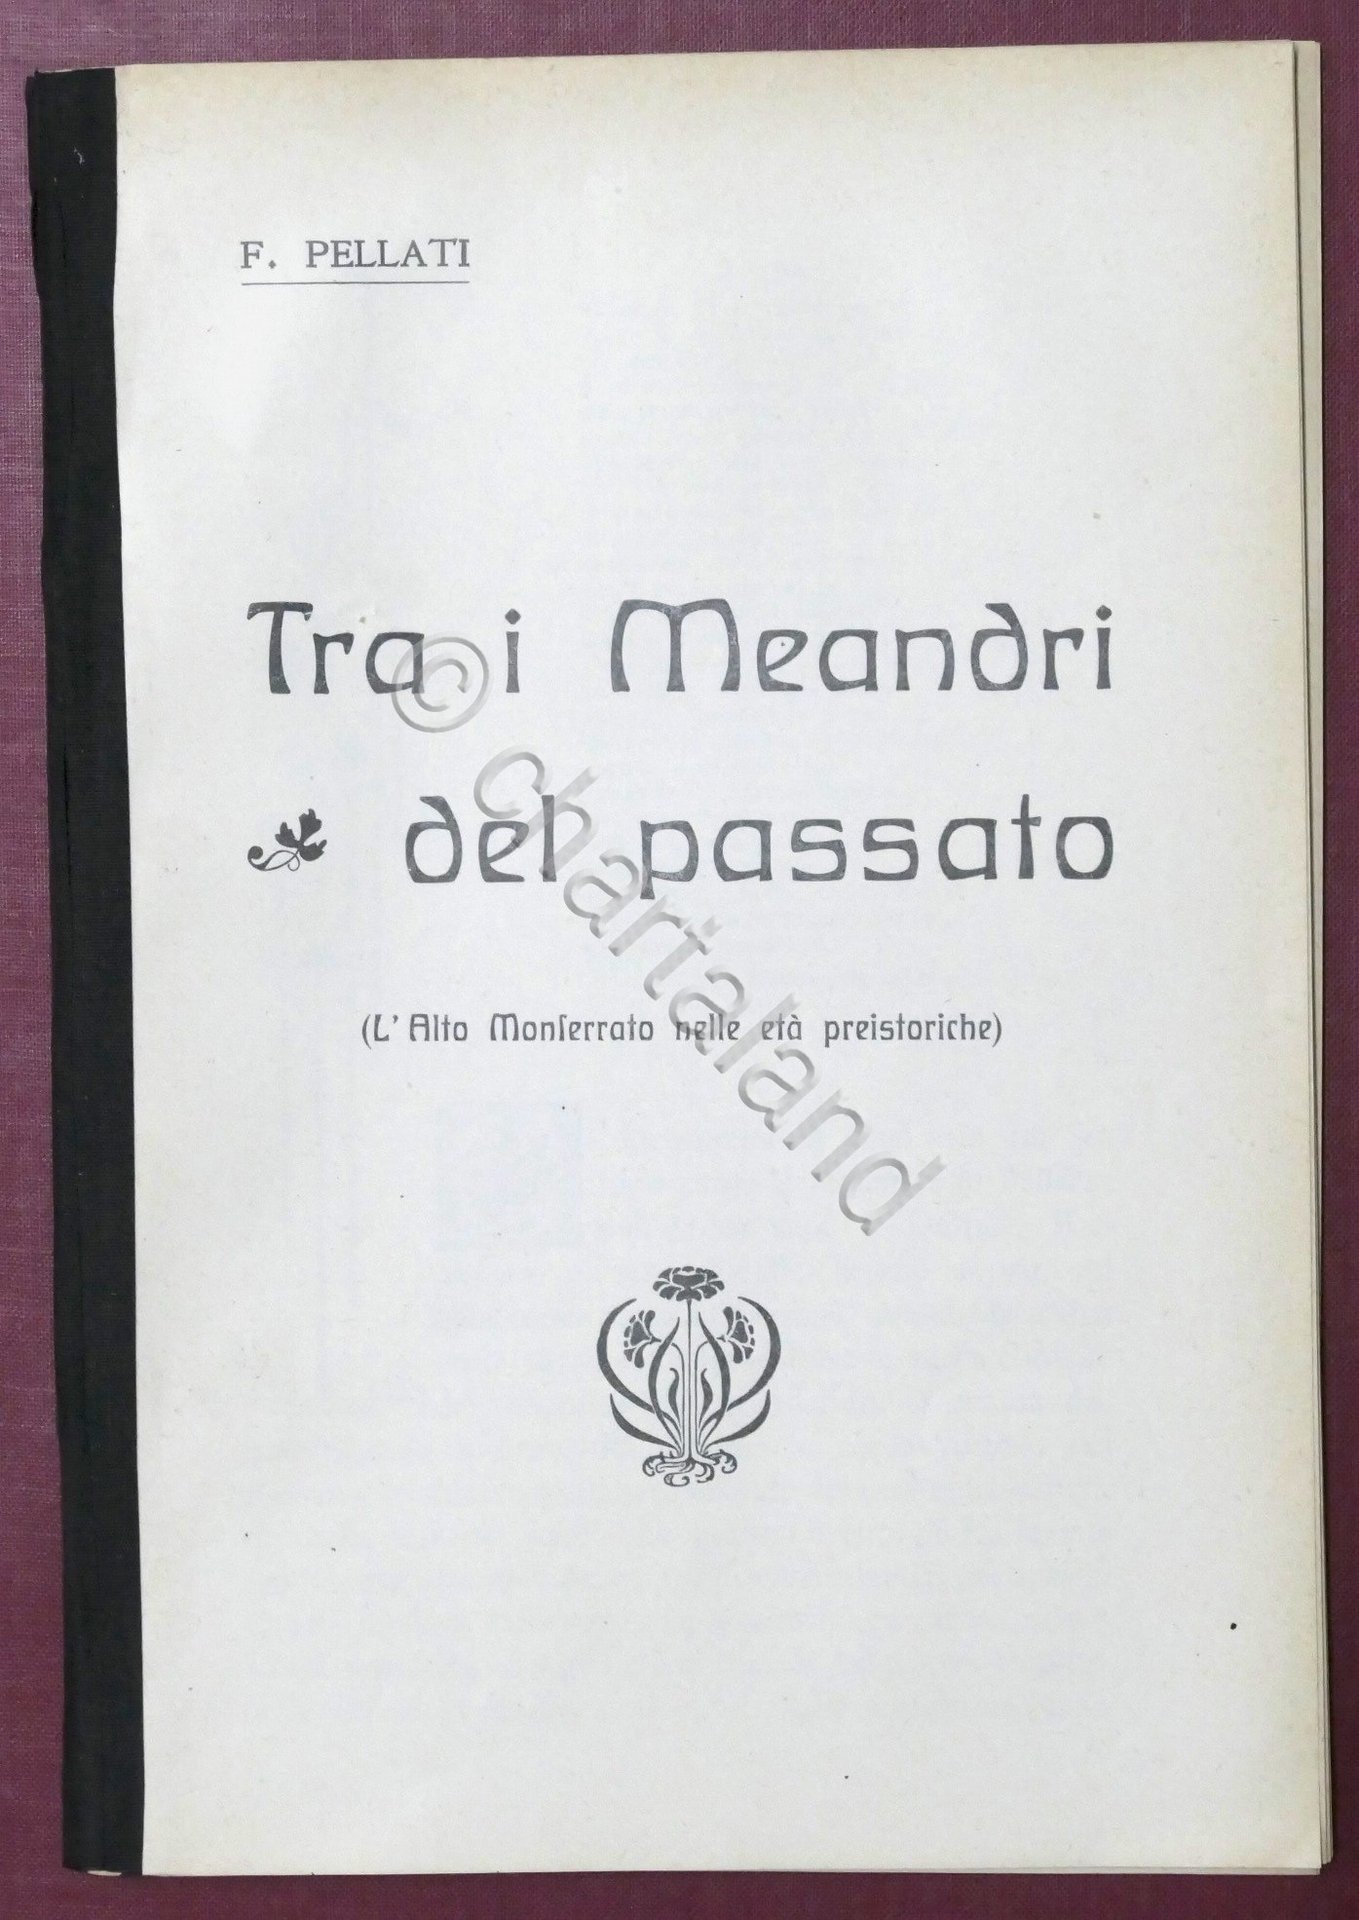 F. PELLATI
Tra i Meandri
del passato
(L' Alto Monferrato nelle età preistoriche)
© chartaland